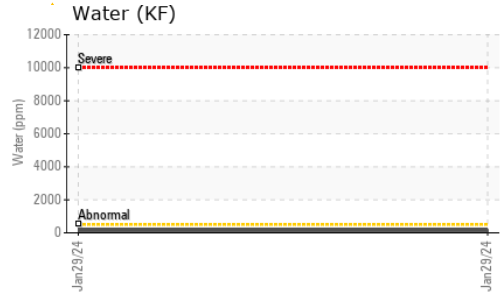 Water (KF)
12000
10000
8000
6000
4000
2000
0
Water (ppm)
Severe
Abnormal
Jan29/24
Jan29/24